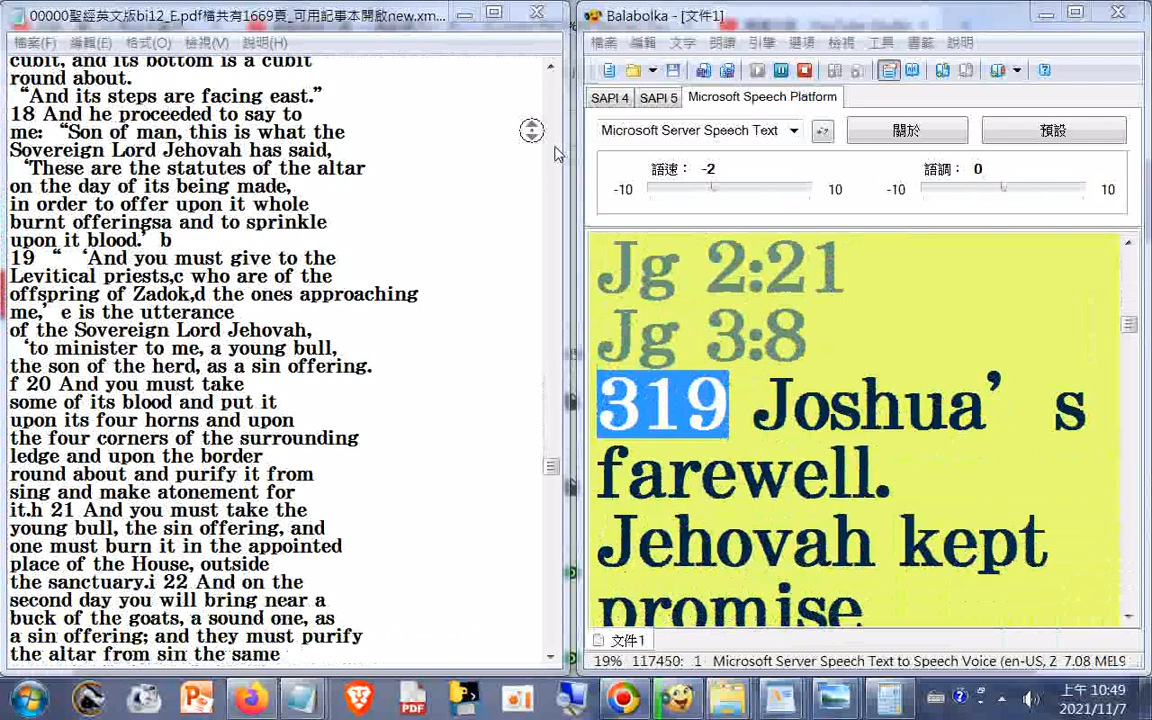 00000聖經英文版bi12_E.pdf檔共有1669頁_可用記事本開啟new.xm...
檔案(F) 編輯(E) 格式(O) 檢視(V) 說明(H)
cubit, and its bottom is a cubit
round about.
“And its steps are facing east.”
18 And he proceeded to say to
me: “Son of man, this is what the
Sovereign Lord Jehovah has said,
‘These are the statutes of the altar
on the day of its being made,
in order to offer upon it whole
burnt offeringsa and to sprinkle
upon it blood.’ b
19 “ ‘And you must give to the
Levitical priests,c who are of the
offspring of Zadok,d the ones approaching
me,’ e is the utterance
of the Sovereign Lord Jehovah,
‘to minister to me, a young bull,
the son of the herd, as a sin offering.
f 20 And you must take
some of its blood and put it
upon its four horns and upon
the four corners of the surrounding
ledge and upon the border
round about and purify it from
sing and make atonement for
it.h 21 And you must take the
young bull, the sin offering, and
one must burn it in the appointed
place of the House, outside
the sanctuary.i 22 And on the
second day you will bring near a
buck of the goats, a sound one, as
a sin offering; and they must purify
the altar from sin the same
Balabolka - [文件1]
檔案 編輯 文字 朗讀 引擎 選項 檢視 工具 書籤 說明
SAPI 4 SAPI 5 Microsoft Speech Platform
Microsoft Server Speech Text 關於 預設
語速: -2 語調: 0
-10 10 -10 10
Jg 2:21
Jg 3:8
319 Joshua’ s
farewell.
Jehovah kept
promise
文件1
19% 117450: 1 Microsoft Server Speech Text to Speech Voice (en-US, Z 7.08 MB
PDF
上午 10:49
2021/11/7